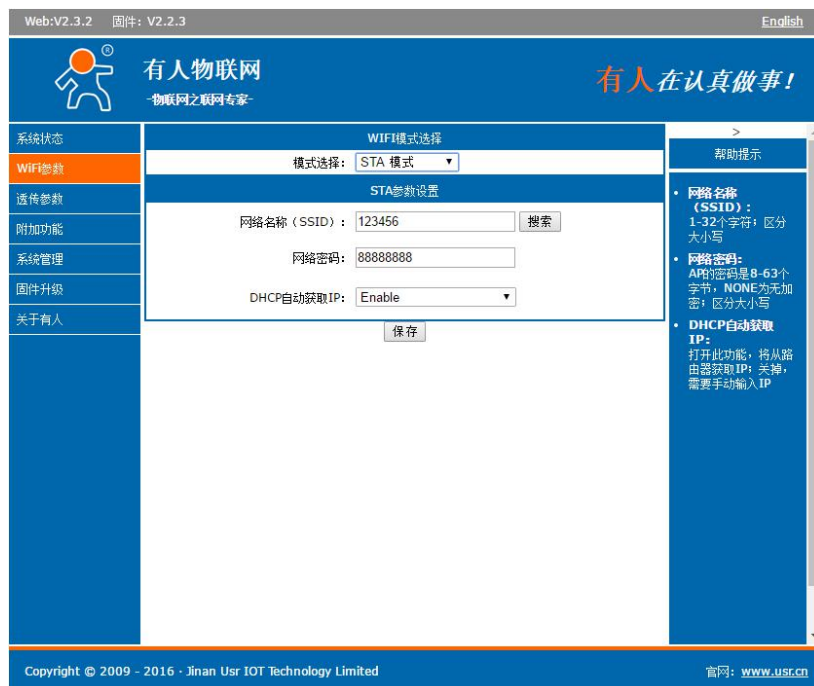 Web:V2.3.2 固件: V2.2.3
English
®
有人物联网
-物联网之联网专家-
有人在认真做事!
系统状态
WiFi参数
透传参数
附加功能
系统管理
固件升级
关于有人
WIFI模式选择
模式选择: STA 模式
STA参数设置
网络名称(SSID): 123456 搜索
网络密码: 88888888
DHCP自动获取IP: Enable
保存
>
帮助提示
• 网络名称
(SSID):
1-32个字符; 区分
大小写
• 网络密码:
AP的密码是8-63个
字节, NONE为无加
密; 区分大小写
• DHCP自动获取
IP:
打开此功能, 将从路
由器获取IP; 关掉,
需要手动输入IP
Copyright © 2009 - 2016 · Jinan Usr IOT Technology Limited
官网: www.usr.cn